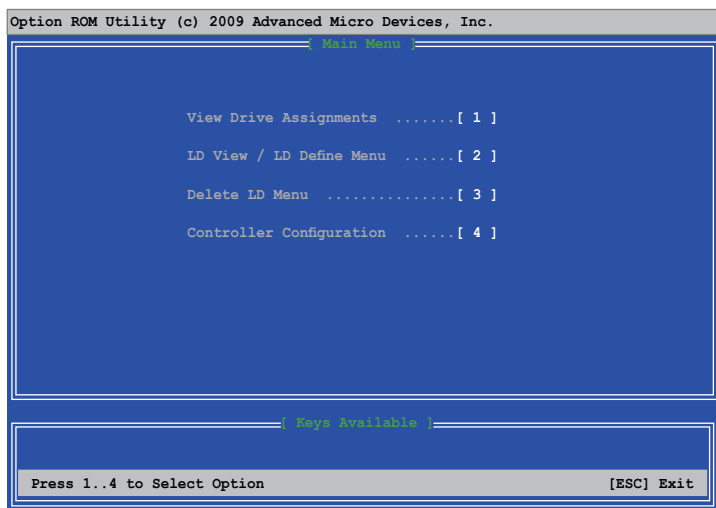 Option ROM Utility (c) 2009 Advanced Micro Devices, Inc.
[ Main Menu ]
View Drive Assignments .......[ 1 ]
LD View / LD Define Menu ......[ 2 ]
Delete LD Menu ...............[ 3 ]
Controller Configuration ......[ 4 ]
[ Keys Available ]
Press 1..4 to Select Option [ESC] Exit